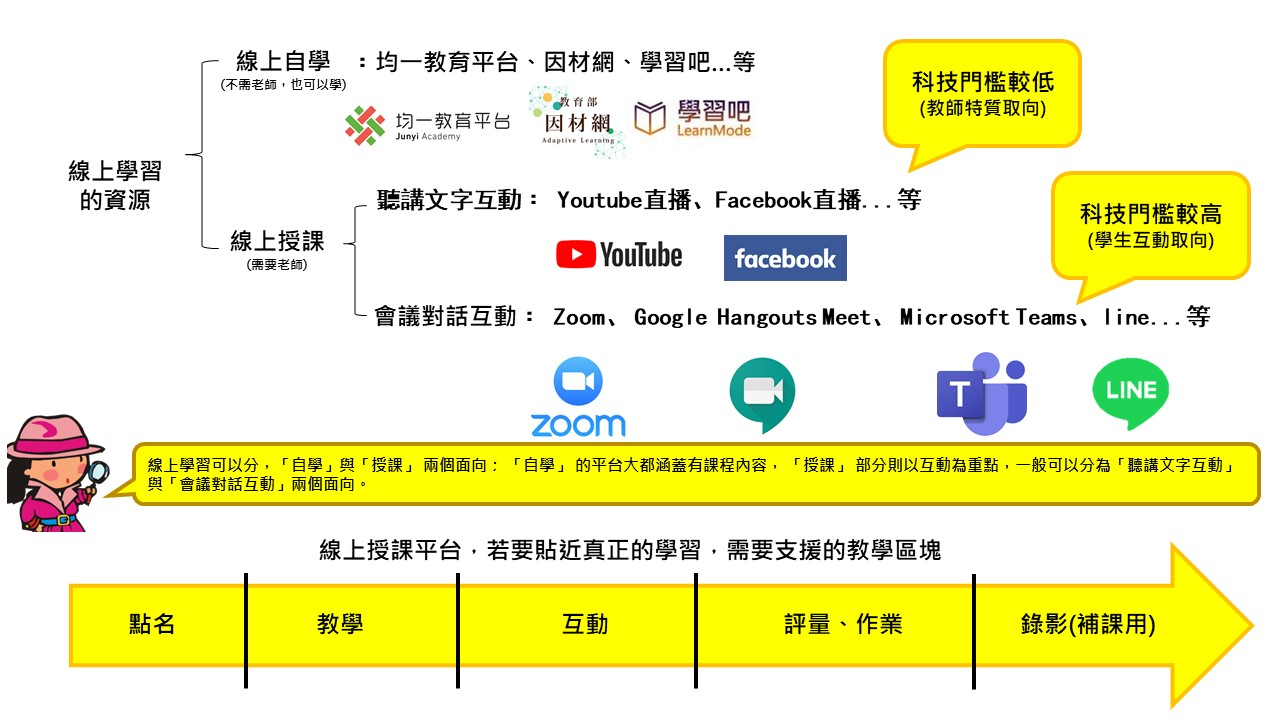 線上自學 ：均一教育平台、因材網、學習吧...等
(不需老師，也可以學)
均一教育平台
Junyi Academy
教育部
因材網
Adaptive Learning
學習吧
LearnMode
科技門檻較低
(教師特質取向)
線上學習
的資源
聽講文字互動： Youtube直播、Facebook直播...等
科技門檻較高
(學生互動取向)
線上授課
(需要老師)
YouTube
facebook
會議對話互動： Zoom、 Google Hangouts Meet、 Microsoft Teams、line...等
zoom
T
LINE
線上學習可以分，「自學」與「授課」 兩個面向： 「自學」 的平台大都涵蓋有課程內容， 「授課」 部分則以互動為重點，一般可以分為「聽講文字互動」
與「會議對話互動」兩個面向。
線上授課平台，若要貼近真正的學習，需要支援的教學區塊
點名
教學
互動
評量、作業
錄影(補課用)